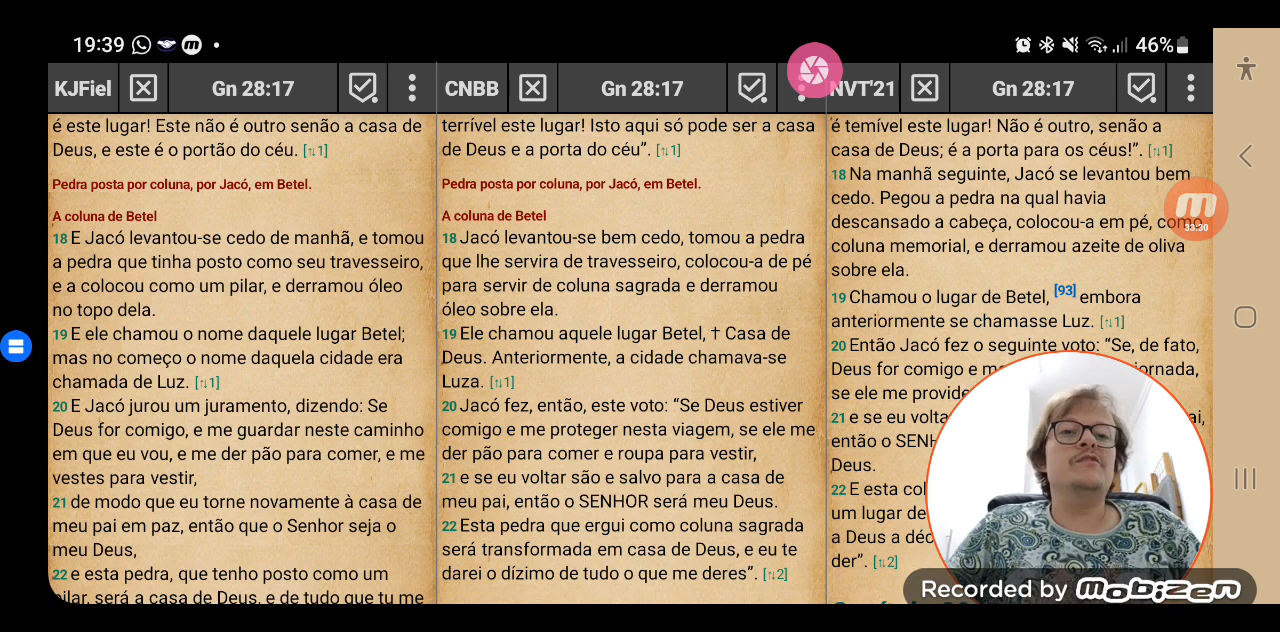 19:39
46%
KJFiel
Gn 28:17
CNBB
Gn 28:17
NVT'21
Gn 28:17
é este lugar! Este não é outro senão a casa de
Deus, e este é o portão do céu. [↑↓1]
Pedra posta por coluna, por Jacó, em Betel.
A coluna de Betel
18 E Jacó levantou-se cedo de manhã, e tomou
a pedra que tinha posto como seu travesseiro,
e a colocou como um pilar, e derramou óleo
no topo dela.
19 E ele chamou o nome daquele lugar Betel;
mas no começo o nome daquela cidade era
chamada de Luz. [↑↓1]
20 E Jacó jurou um juramento, dizendo: Se
Deus for comigo, e me guardar neste caminho
em que eu vou, e me der pão para comer, e me
vestes para vestir,
21 de modo que eu torne novamente à casa de
meu pai em paz, então que o Senhor seja o
meu Deus,
22 e esta pedra, que tenho posto como um
pilar, será a casa de Deus, e de tudo que tu me
terrível este lugar! Isto aqui só pode ser a casa
de Deus e a porta do céu”. [↑↓1]
Pedra posta por coluna, por Jacó, em Betel.
A coluna de Betel
18 Jacó levantou-se bem cedo, tomou a pedra
que lhe servira de travesseiro, colocou-a de pé
para servir de coluna sagrada e derramou
óleo sobre ela.
19 Ele chamou aquele lugar Betel, † Casa de
Deus. Anteriormente, a cidade chamava-se
Luza. [↑↓1]
20 Jacó fez, então, este voto: “Se Deus estiver
comigo e me proteger nesta viagem, se ele me
der pão para comer e roupa para vestir,
21 e se eu voltar são e salvo para a casa de
meu pai, então o SENHOR será meu Deus.
22 Esta pedra que ergui como coluna sagrada
será transformada em casa de Deus, e eu te
darei o dízimo de tudo o que me deres”. [↑↓2]
é temível este lugar! Não é outro, senão a
casa de Deus; é a porta para os céus!”. [↑↓1]
18 Na manhã seguinte, Jacó se levantou bem
cedo. Pegou a pedra na qual havia
descansado a cabeça, colocou-a em pé, como
coluna memorial, e derramou azeite de oliva
sobre ela.
19 Chamou o lugar de Betel, [93] embora
anteriormente se chamasse Luz. [↑↓1]
20 Então Jacó fez o seguinte voto: “Se, de fato,
Deus for comigo e
se ele me
21 e se eu
então o
Deus.
22 E esta
um lugar de
a Deus a
der”. [↑↓2]
Recorded by mobizen